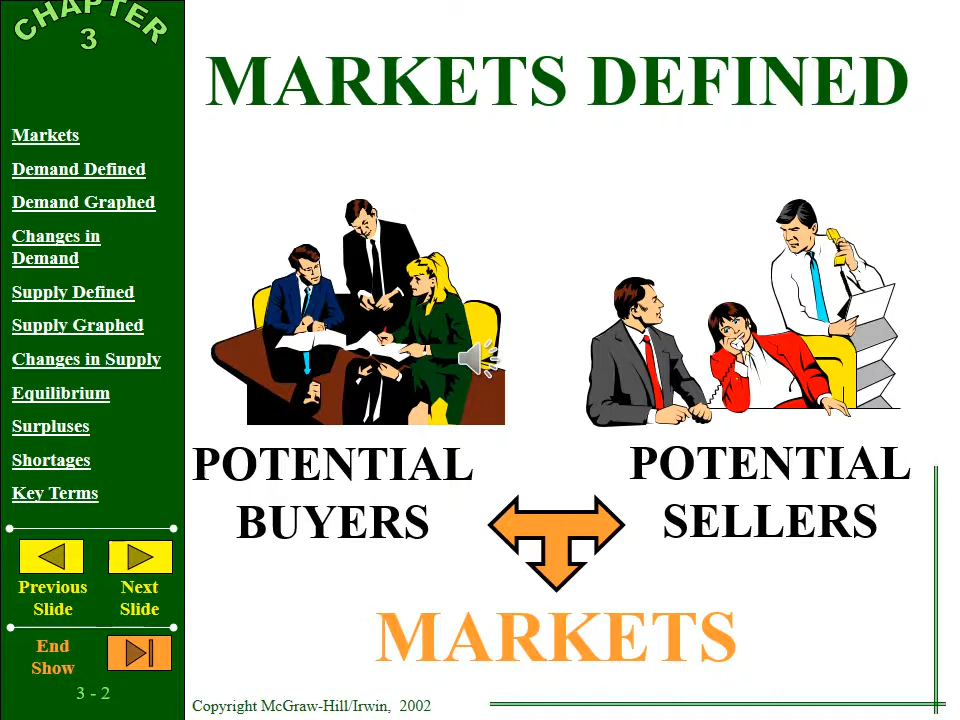 CHAPTER
3
Markets
Demand Defined
Demand Graphed
Changes in
Demand
Supply Defined
Supply Graphed
Changes in Supply
Equilibrium
Surpluses
Shortages
Key Terms
Previous
Slide
Next
Slide
End
Show
3 - 2
MARKETS DEFINED
POTENTIAL
BUYERS
POTENTIAL
SELLERS
MARKETS
Copyright McGraw-Hill/Irwin, 2002